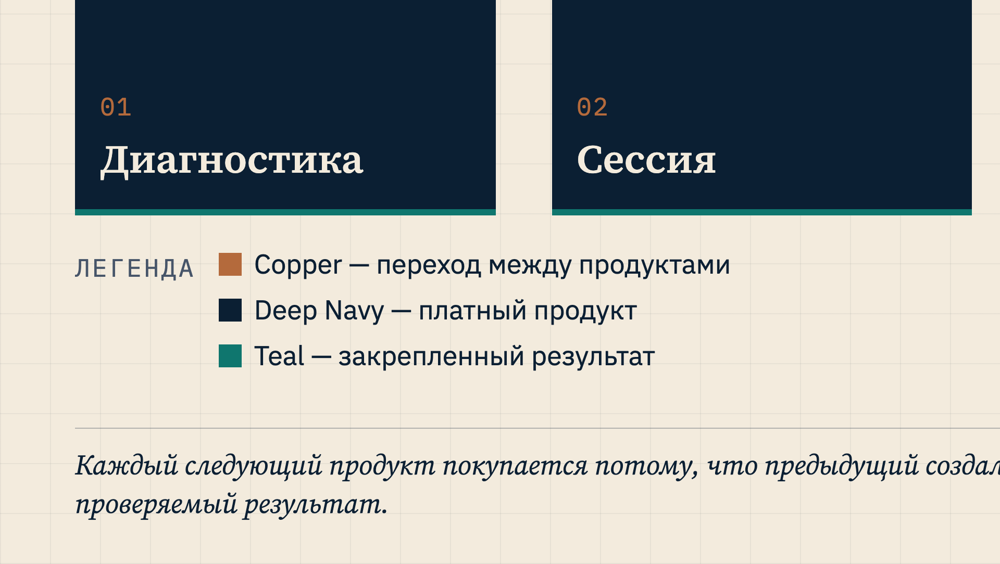 01
Диагностика
02
Сессия
ЛЕГЕНДА
Copper — переход между продуктами
Deep Navy — платный продукт
Teal — закрепленный результат
Каждый следующий продукт покупается потому, что предыдущий
проверяемый результат.